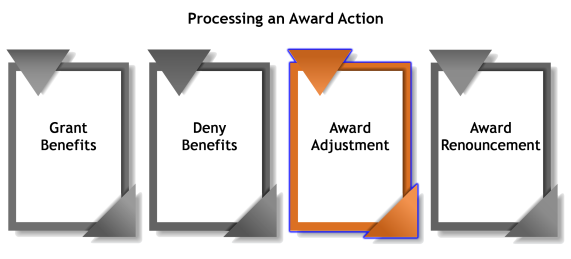 Processing an Award Action
Grant
Benefits
Deny
Benefits
Award
Adjustment
Award
Renouncement